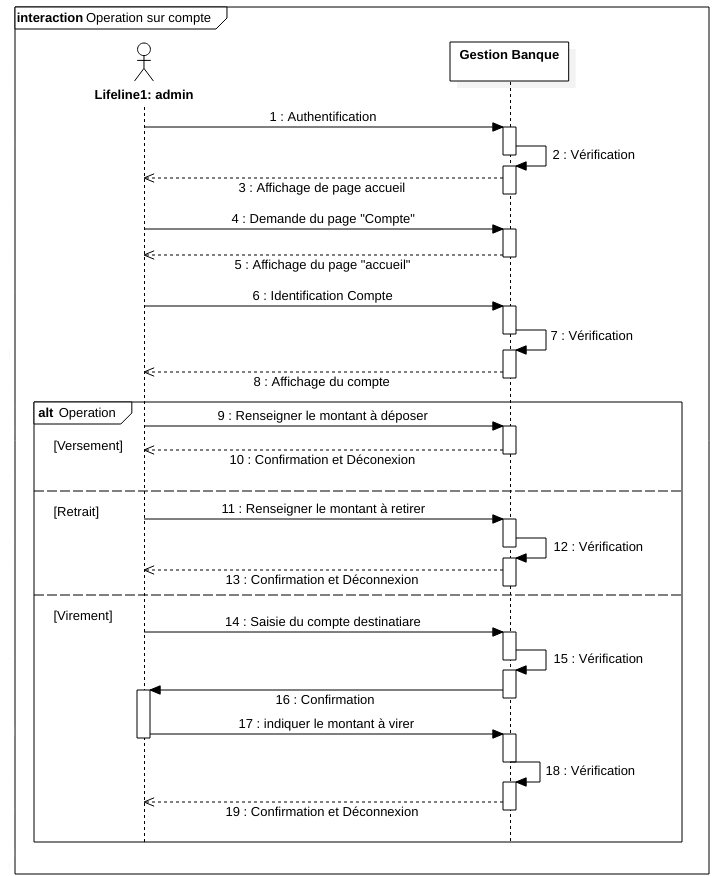 interaction Operation sur compte
Gestion Banque
Lifeline1: admin
1 : Authentification
2 : Vérification
3 : Affichage de page accueil
4 : Demande du page "Compte"
5 : Affichage du page "accueil"
6 : Identification Compte
7 : Vérification
8 : Affichage du compte
alt Operation
9 : Renseigner le montant à déposer
[Versement]
10 : Confirmation et Déconexion
[Retrait]
11 : Renseigner le montant à retirer
12 : Vérification
13 : Confirmation et Déconnexion
[Virement]
14 : Saisie du compte destinatiare
15 : Vérification
16 : Confirmation
17 : indiquer le montant à virer
18 : Vérification
19 : Confirmation et Déconnexion